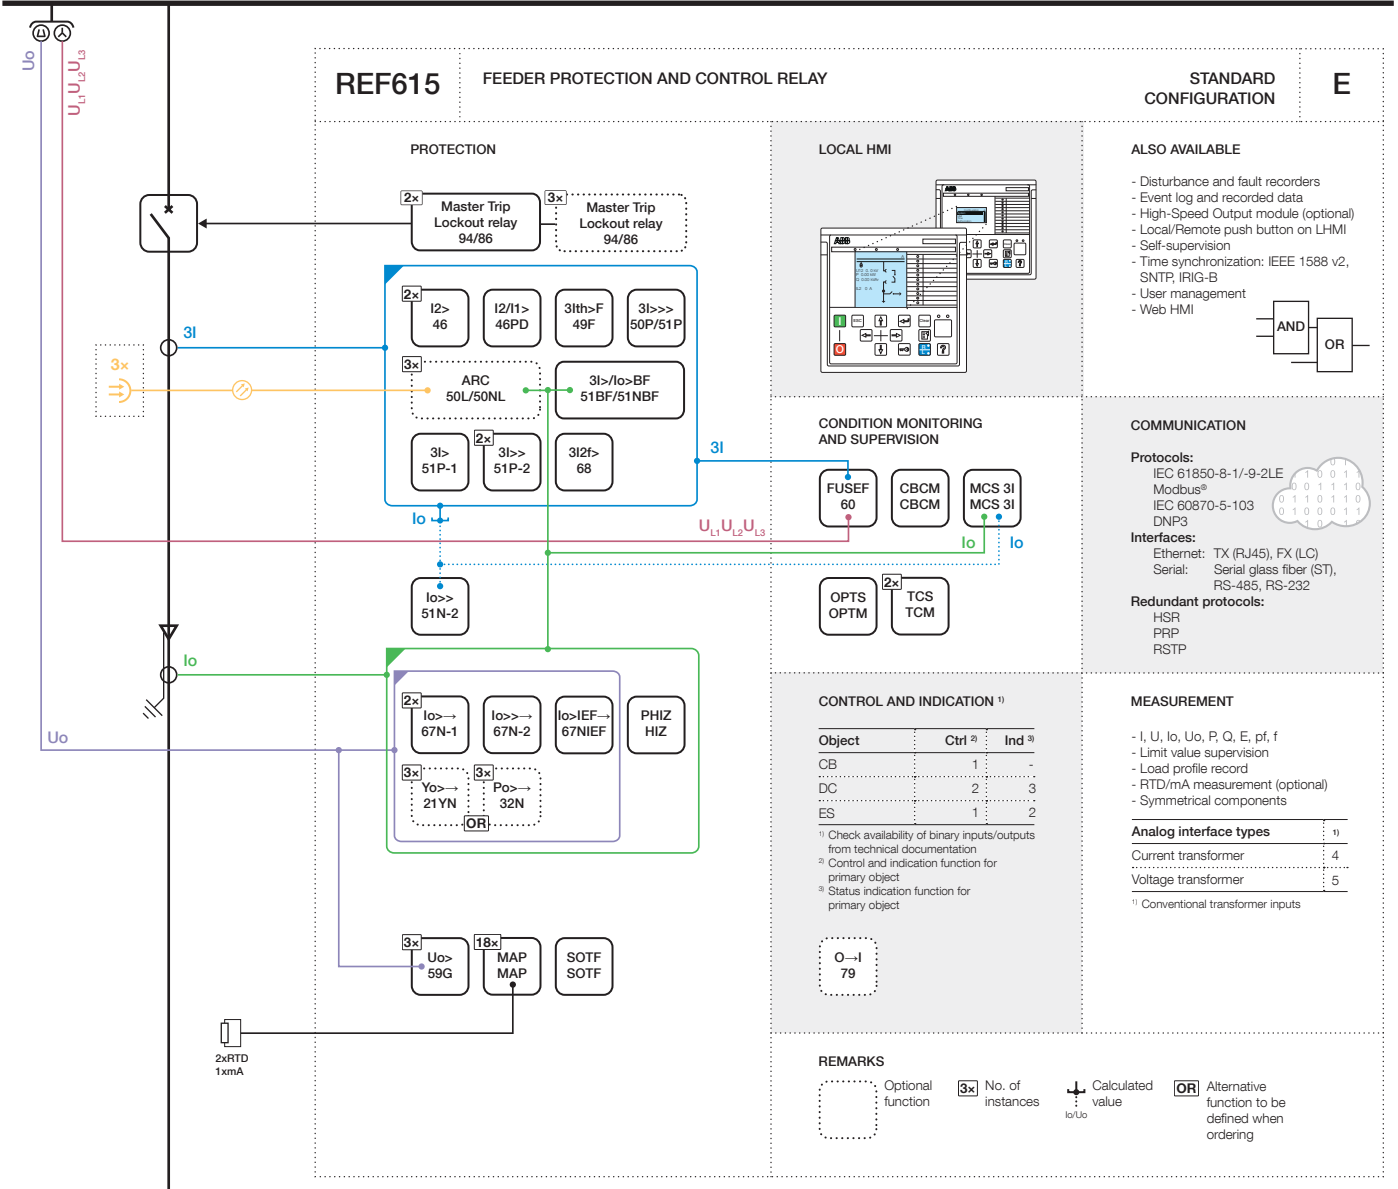 Uo
UL1UL2UL3
REF615
FEEDER PROTECTION AND CONTROL RELAY
STANDARD
CONFIGURATION
E
PROTECTION
2×
Master Trip
Lockout relay
94/86
3×
Master Trip
Lockout relay
94/86
3I
2×
I2>
46
I2/I1>
46PD
3Ith>F
49F
3I>>>
50P/51P
3×
3×
ARC
50L/50NL
3I>/Io>BF
51BF/51NBF
3I>
51P-1
2×
3I>>
51P-2
3I2f>
68
3I
Io
UL1UL2UL3
Io>>
51N-2
Io
Uo
2×
Io>→
67N-1
Io>>→
67N-2
Io>IEF→
67NIEF
PHIZ
HIZ
3×
Yo>→
21YN
3×
Po>→
32N
OR
3×
Uo>
59G
18×
MAP
MAP
SOTF
SOTF
2xRTD
1xmA
LOCAL HMI
ABB
ABB
ESC
CONDITION MONITORING
AND SUPERVISION
FUSEF
60
CBCM
CBCM
MCS 3I
MCS 3I
Io
Io
OPTS
OPTM
2×
TCS
TCM
CONTROL AND INDICATION 1)
Object Ctrl 2) Ind 3)
CB 1 -
DC 2 3
ES 1 2
1) Check availability of binary inputs/outputs
from technical documentation
2) Control and indication function for
primary object
3) Status indication function for
primary object
O→I
79
ALSO AVAILABLE
- Disturbance and fault recorders
- Event log and recorded data
- High-Speed Output module (optional)
- Local/Remote push button on LHMI
- Self-supervision
- Time synchronization: IEEE 1588 v2,
SNTP, IRIG-B
- User management
- Web HMI
AND
OR
COMMUNICATION
Protocols:
IEC 61850-8-1/-9-2LE
Modbus®
IEC 60870-5-103
DNP3
Interfaces:
Ethernet: TX (RJ45), FX (LC)
Serial: Serial glass fiber (ST),
RS-485, RS-232
Redundant protocols:
HSR
PRP
RSTP
MEASUREMENT
- I, U, Io, Uo, P, Q, E, pf, f
- Limit value supervision
- Load profile record
- RTD/mA measurement (optional)
- Symmetrical components
Analog interface types 1)
Current transformer 4
Voltage transformer 5
1) Conventional transformer inputs
REMARKS
Optional
function
3×
No. of
instances
Io/Uo
Calculated
value
OR
Alternative
function to be
defined when
ordering